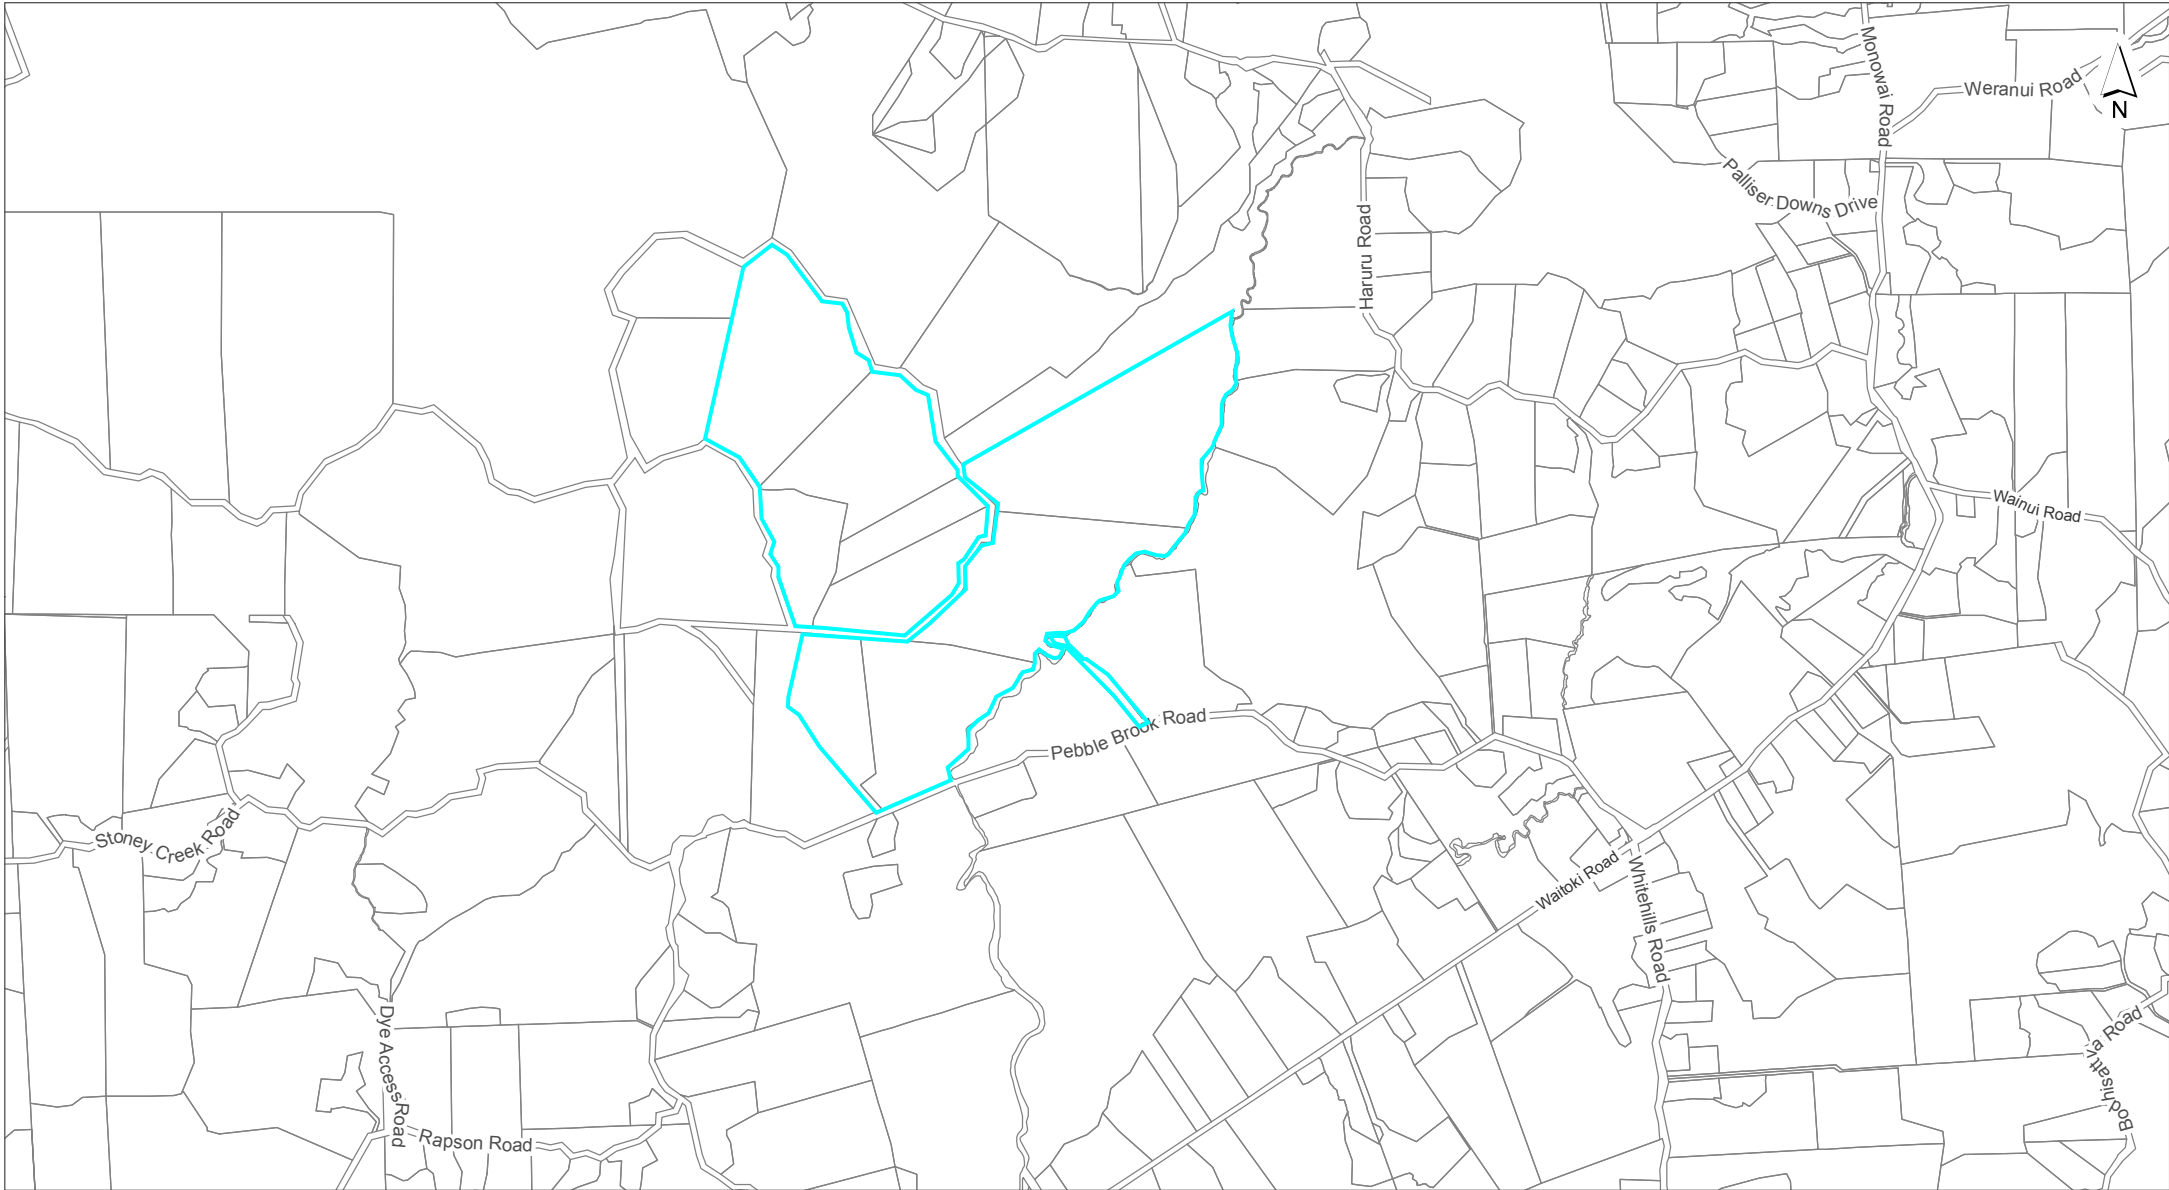 Monowai Road
Weranui Road
N
Palliser Downs Drive
Haruru Road
Wainui Road
Pebble Brook Road
Stoney Creek Road
Waitoki Road
Whitehills Road
Dye Access Road
Bodhisattva Road
Rapson Road